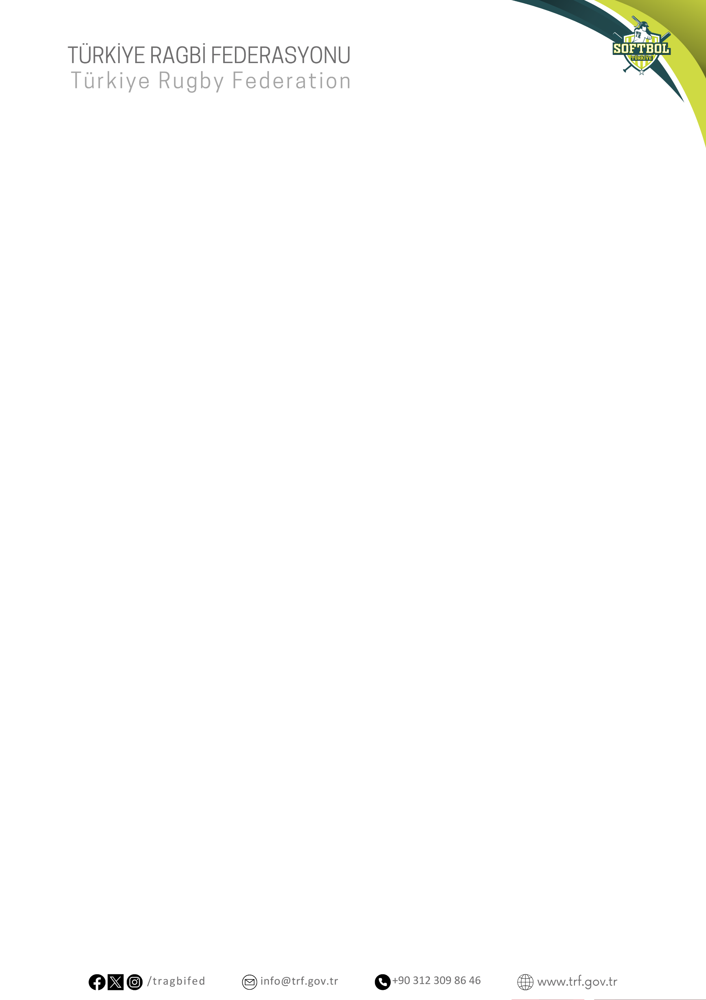 TÜRKİYE RAGBİ FEDERASYONU
Türkiye Rugby Federation
TR
SOFTBOL
TÜRKİYE
/tragbifed
info@trf.gov.tr
+90 312 309 86 46
www.trf.gov.tr